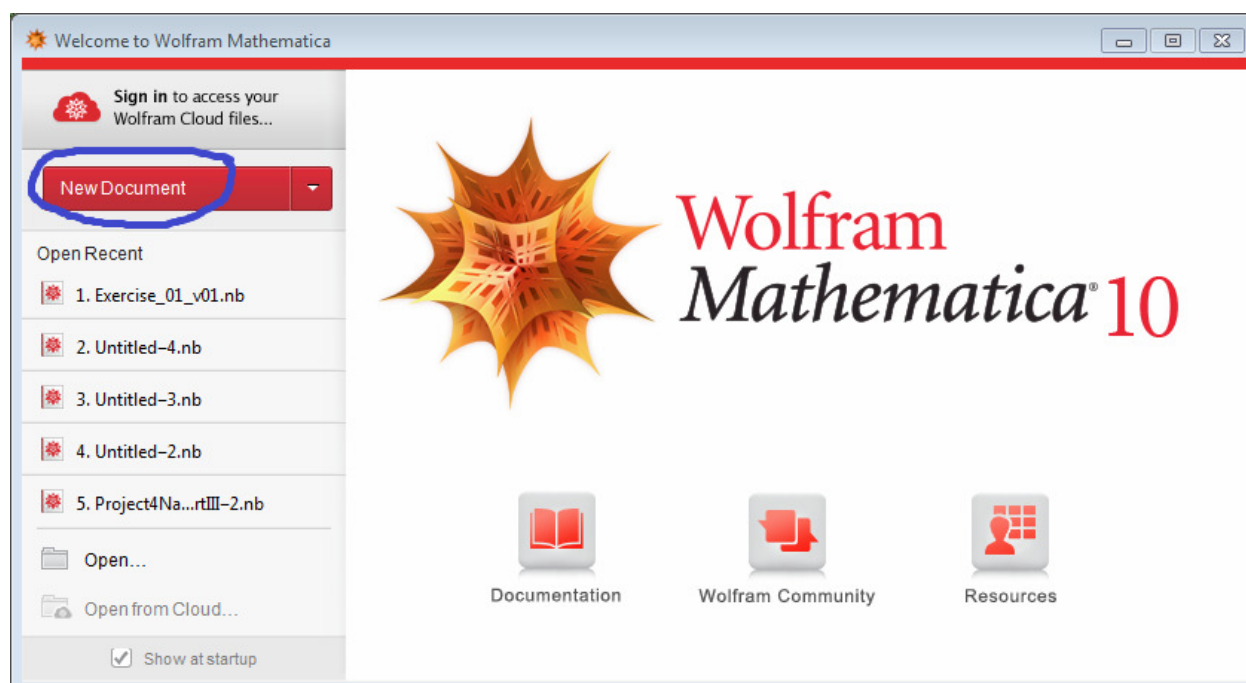 Welcome to Wolfram Mathematica
Sign in to access your
Wolfram Cloud files...
New Document
Open Recent
1. Exercise_01_v01.nb
2. Untitled-4.nb
3. Untitled-3.nb
4. Untitled-2.nb
5. Project4Na...rtIII-2.nb
Open...
Open from Cloud...
Show at startup
Wolfram
Mathematica® 10
Documentation
Wolfram Community
Resources